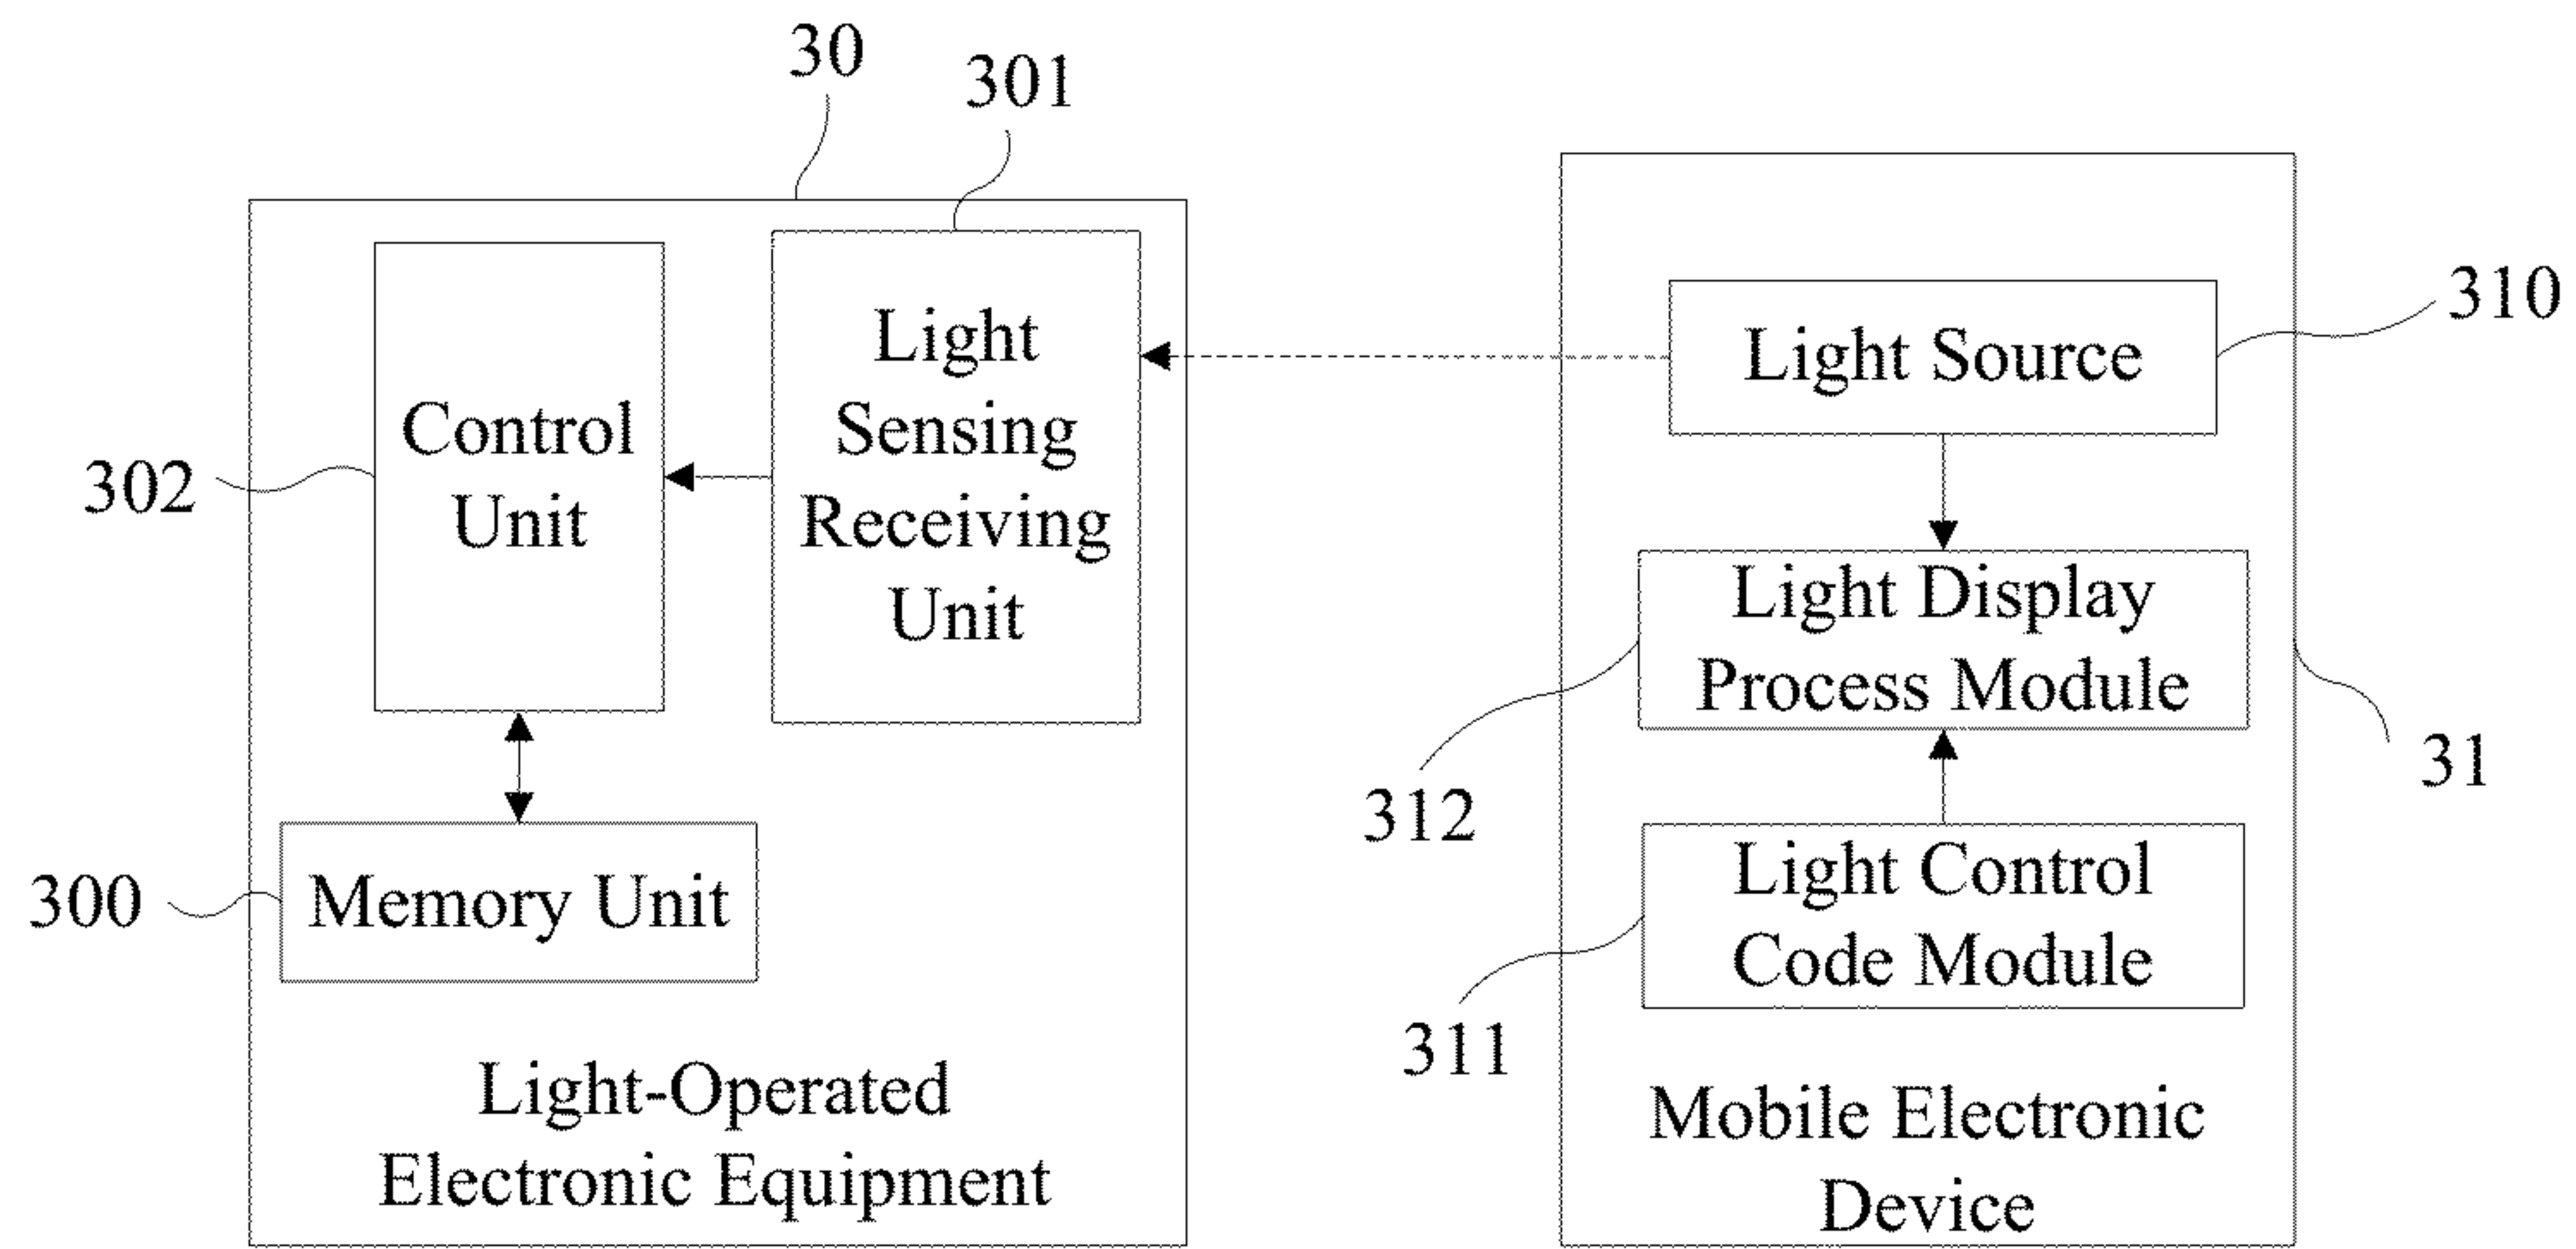 30
301
Light
Sensing
Receiving
Unit
Control
Unit
302
Memory Unit
300
Light-Operated
Electronic Equipment
Light Source
310
Light Display
Process Module
312
31
Light Control
Code Module
311
Mobile Electronic
Device